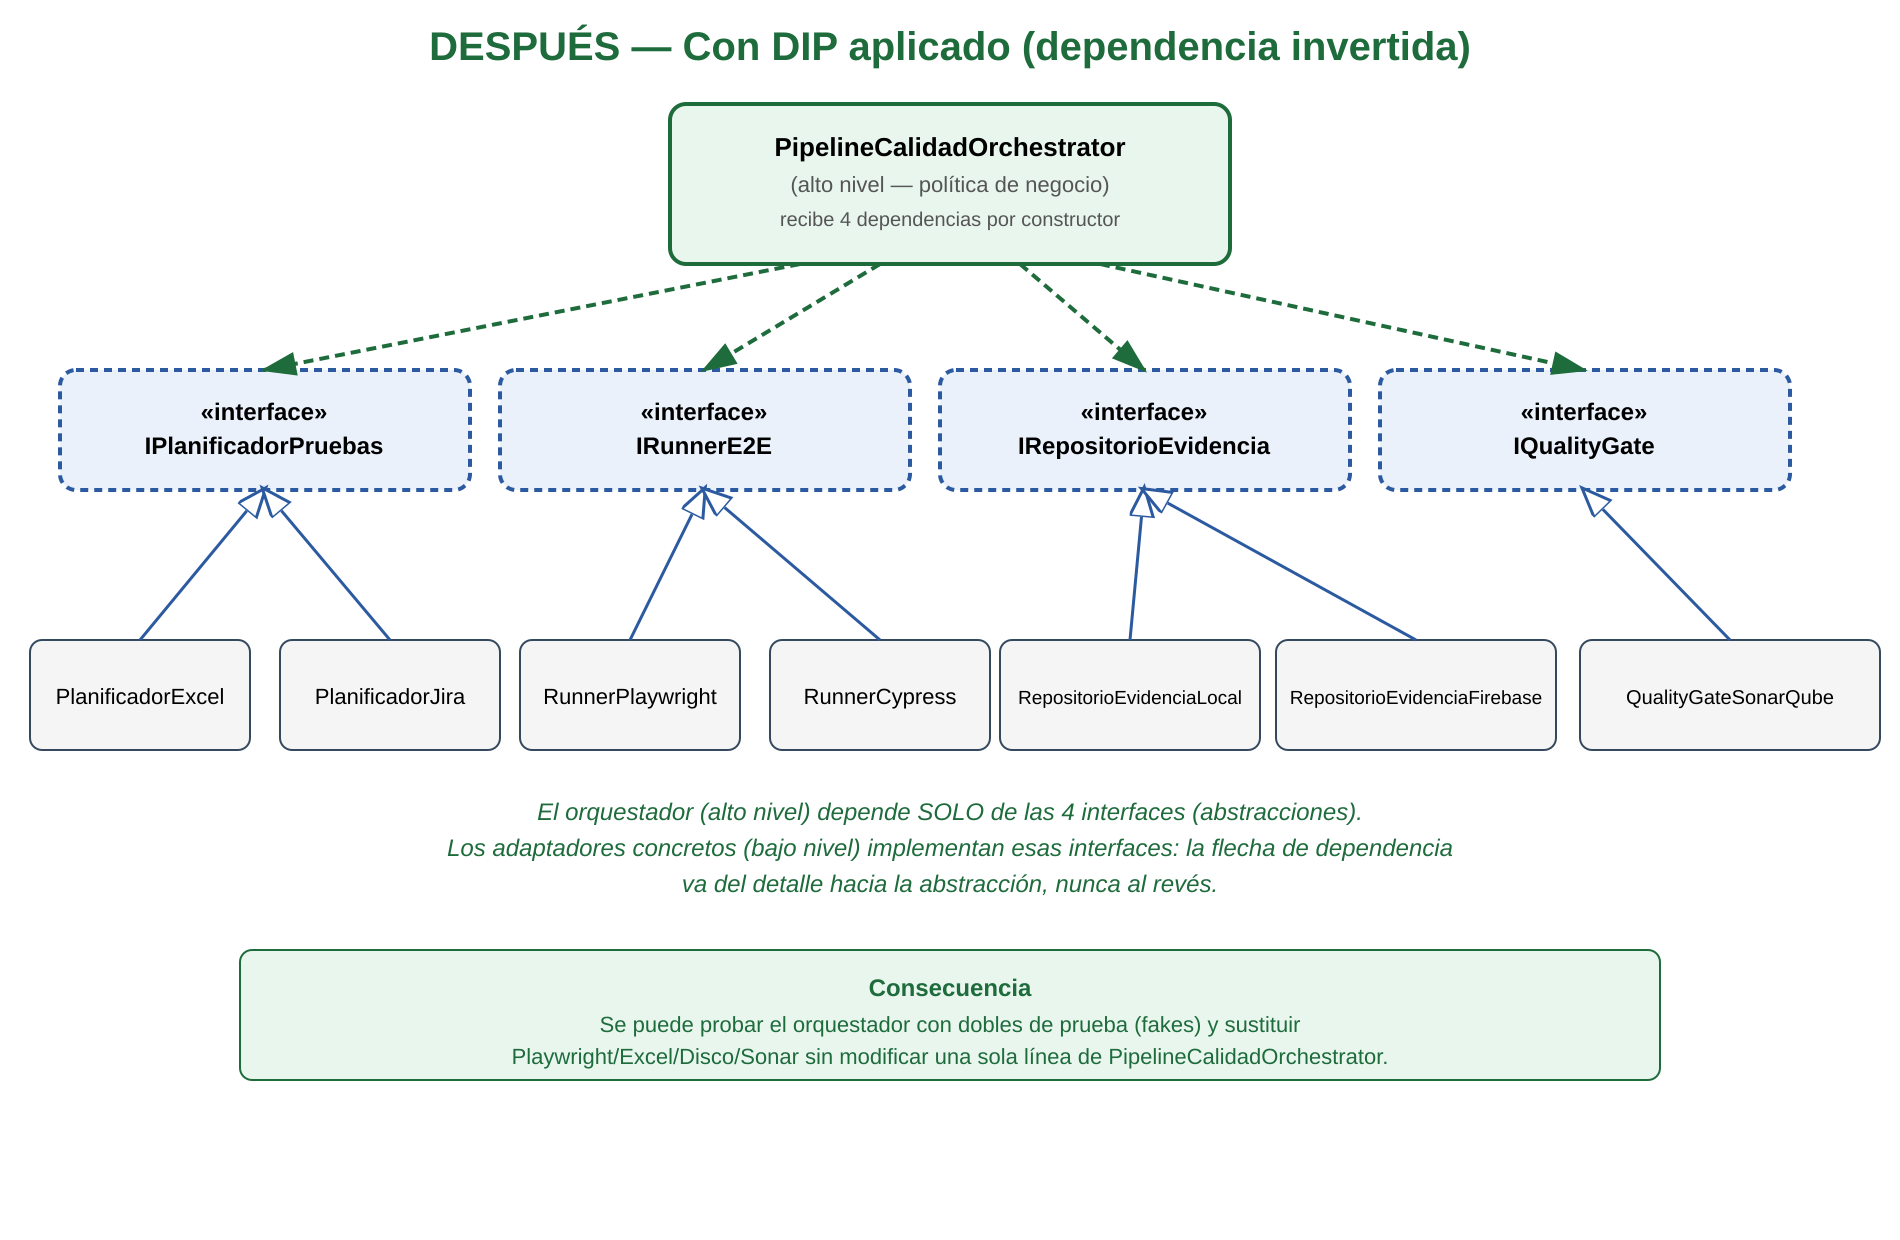 DESPUÉS — Con DIP aplicado (dependencia invertida)
PipelineCalidadOrchestrator
(alto nivel — política de negocio)
recibe 4 dependencias por constructor
«interface»
IPlanificadorPruebas
«interface»
IRunnerE2E
«interface»
IRepositorioEvidencia
«interface»
IQualityGate
PlanificadorExcel
PlanificadorJira
RunnerPlaywright
RunnerCypress
RepositorioEvidenciaLocal
RepositorioEvidenciaFirebase
QualityGateSonarQube
El orquestador (alto nivel) depende SOLO de las 4 interfaces (abstracciones).
Los adaptadores concretos (bajo nivel) implementan esas interfaces: la flecha de dependencia
va del detalle hacia la abstracción, nunca al revés.
Consecuencia
Se puede probar el orquestador con dobles de prueba (fakes) y sustituir
Playwright/Excel/Disco/Sonar sin modificar una sola línea de PipelineCalidadOrchestrator.